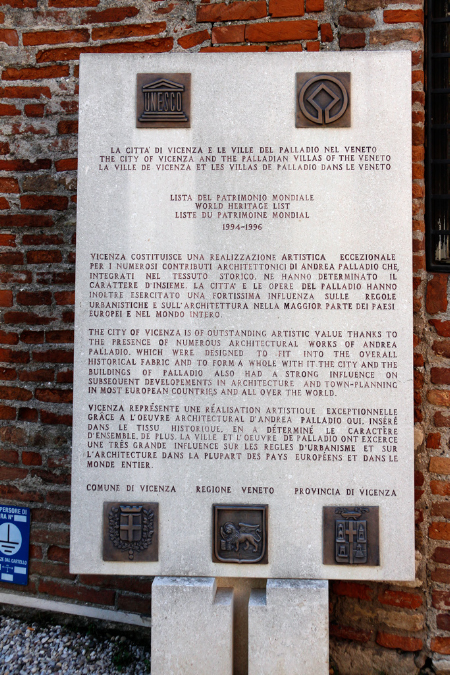 UNESCO
LA CITTA' DI VICENZA E LE VILLE DEL PALLADIO NEL VENETO
THE CITY OF VICENZA AND THE PALLADIAN VILLAS OF THE VENETO
LA VILLE DE VICENZA ET LES VILLAS DE PALLADIO DANS LE VENETO
LISTA DEL PATRIMONIO MONDIALE
WORLD HERITAGE LIST
LISTE DU PATRIMOINE MONDIAL
1994-1996
VICENZA COSTITUISCE UNA REALIZZAZIONE ARTISTICA ECCEZIONALE
PER I NUMEROSI CONTRIBUTI ARCHITETTONICI DI ANDREA PALLADIO CHE,
INTEGRATI NEL TESSUTO STORICO, NE HANNO DETERMINATO IL
CARATTERE D'INSIEME. LA CITTA' E LE OPERE DEL PALLADIO HANNO
INOLTRE ESERCITATO UNA FORTISSIMA INFLUENZA SULLE REGOLE
URBANISTICHE E SULL'ARCHITETTURA NELLA MAGGIOR PARTE DEI PAESI
EUROPEI E NEL MONDO INTERO.
THE CITY OF VICENZA IS OF OUTSTANDING ARTISTIC VALUE THANKS TO
THE PRESENCE OF NUMEROUS ARCHITECTURAL WORKS OF ANDREA
PALLADIO, WHICH WERE DESIGNED TO FIT INTO THE OVERALL
HISTORICAL FABRIC AND TO FORM A WHOLE WITH IT. THE CITY AND THE
BUILDINGS OF PALLADIO ALSO HAD A STRONG INFLUENCE ON
SUBSEQUENT DEVELOPMENTS IN ARCHITECTURE AND TOWN-PLANNING
IN MOST EUROPEAN COUNTRIES AND ALL OVER THE WORLD.
VICENZA REPRÉSENTE UNE RÉALISATION ARTISTIQUE EXCEPTIONNELLE
GRÂCE A L'OEUVRE ARCHITECTURAL D'ANDREA PALLADIO QUI, INSERÉ
DANS LE TISSU HISTORIQUE, EN A DÉTERMINÉ LE CARACTÈRE
D'ENSEMBLE, DE PLUS, LA VILLE ET L'OEUVRE DE PALLADIO ONT EXCERCE
UNE TRÉS GRANDE INFLUENCE SUR LES RÈGLES D'URBANISME ET SUR
L'ARCHITECTURE DANS LA PLUPART DES PAYS EUROPÉENS ET DANS LE
MONDE ENTIER.
COMUNE DI VICENZA REGIONE VENETO PROVINCIA DI VICENZA